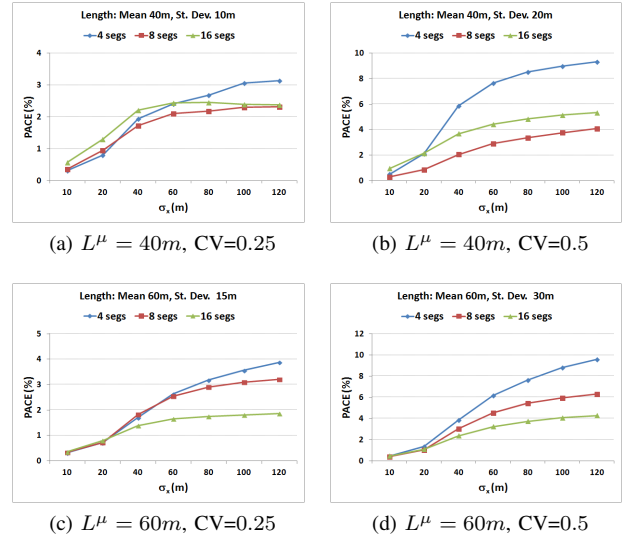 Length: Mean 40m, St. Dev. 10m
4 segs 8 segs 16 segs
4
3
2
1
0
PACE (%)
10 20 40 60 80 100 120
σx(m)
(a) L^μ = 40m, CV=0.25
Length: Mean 40m, St. Dev. 20m
4 segs 8 segs 16 segs
10
8
6
4
2
0
PACE (%)
10 20 40 60 80 100 120
σx(m)
(b) L^μ = 40m, CV=0.5
Length: Mean 60m, St. Dev. 15m
4 segs 8 segs 16 segs
5
4
3
2
1
0
PACE (%)
10 20 40 60 80 100 120
σx(m)
(c) L^μ = 60m, CV=0.25
Length: Mean 60m, St. Dev. 30m
4 segs 8 segs 16 segs
12
10
8
6
4
2
0
PACE (%)
10 20 40 60 80 100 120
σx(m)
(d) L^μ = 60m, CV=0.5